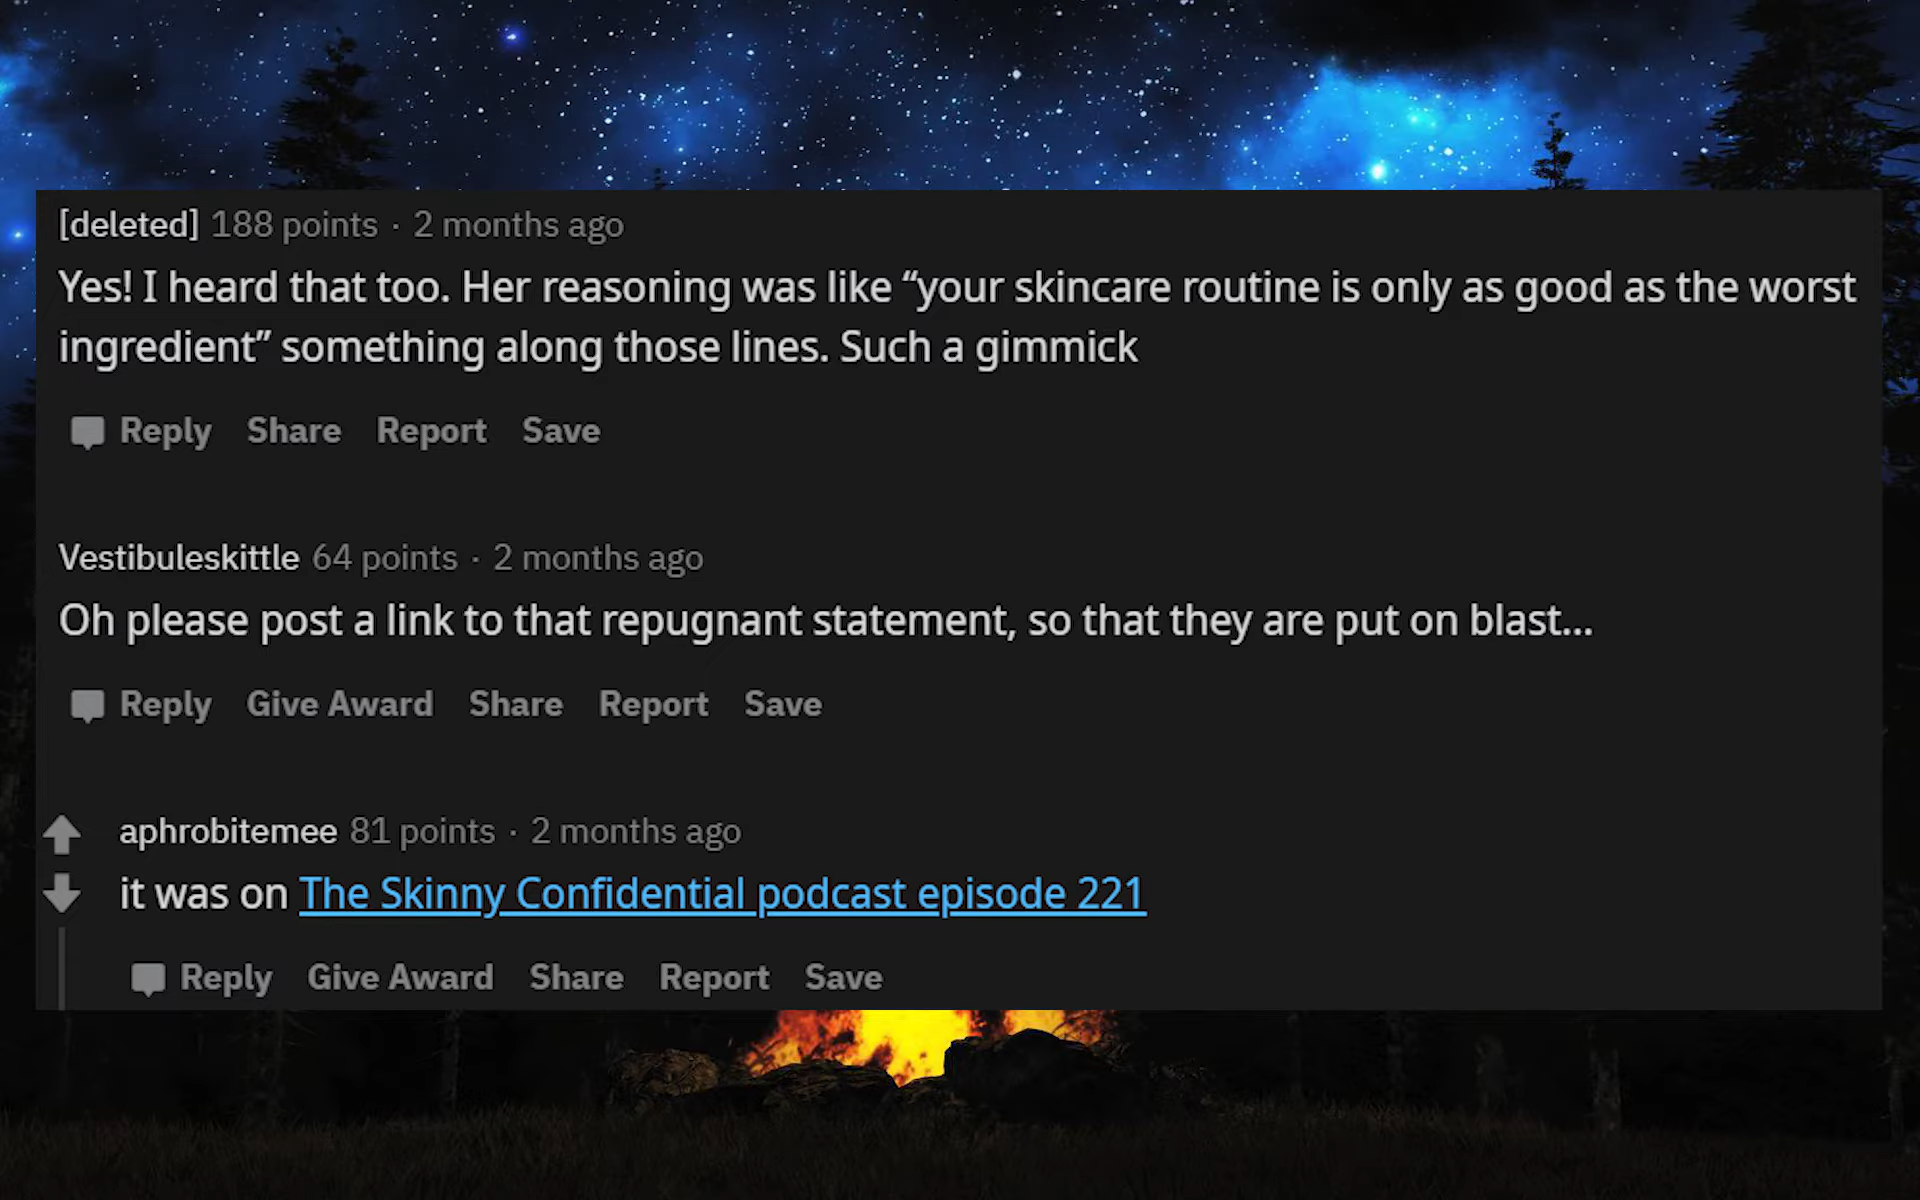 [deleted] 188 points · 2 months ago
Yes! I heard that too. Her reasoning was like “your skincare routine is only as good as the worst
ingredient” something along those lines. Such a gimmick
Reply Share Report Save
Vestibuleskittle 64 points · 2 months ago
Oh please post a link to that repugnant statement, so that they are put on blast...
Reply Give Award Share Report Save
aphrobitemee 81 points · 2 months ago
it was on The Skinny Confidential podcast episode 221
Reply Give Award Share Report Save